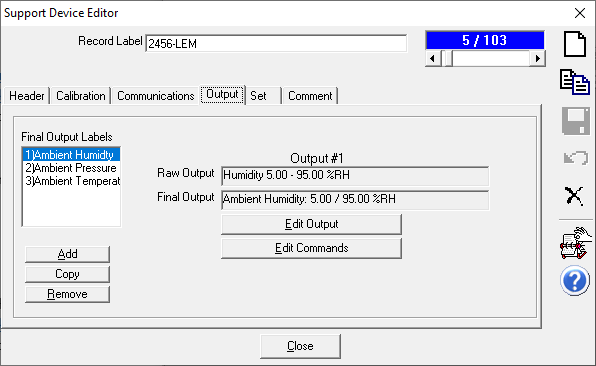 Support Device Editor
Record Label 2456-LEM
5 / 103
Header Calibration Communications Output Set Comment
Final Output Labels
1)Ambient Humidty
2)Ambient Pressure
3)Ambient Temperat
Output #1
Raw Output Humidity 5.00 - 95.00 %RH
Final Output Ambient Humidity: 5.00 / 95.00 %RH
Edit Output
Edit Commands
Add
Copy
Remove
Close